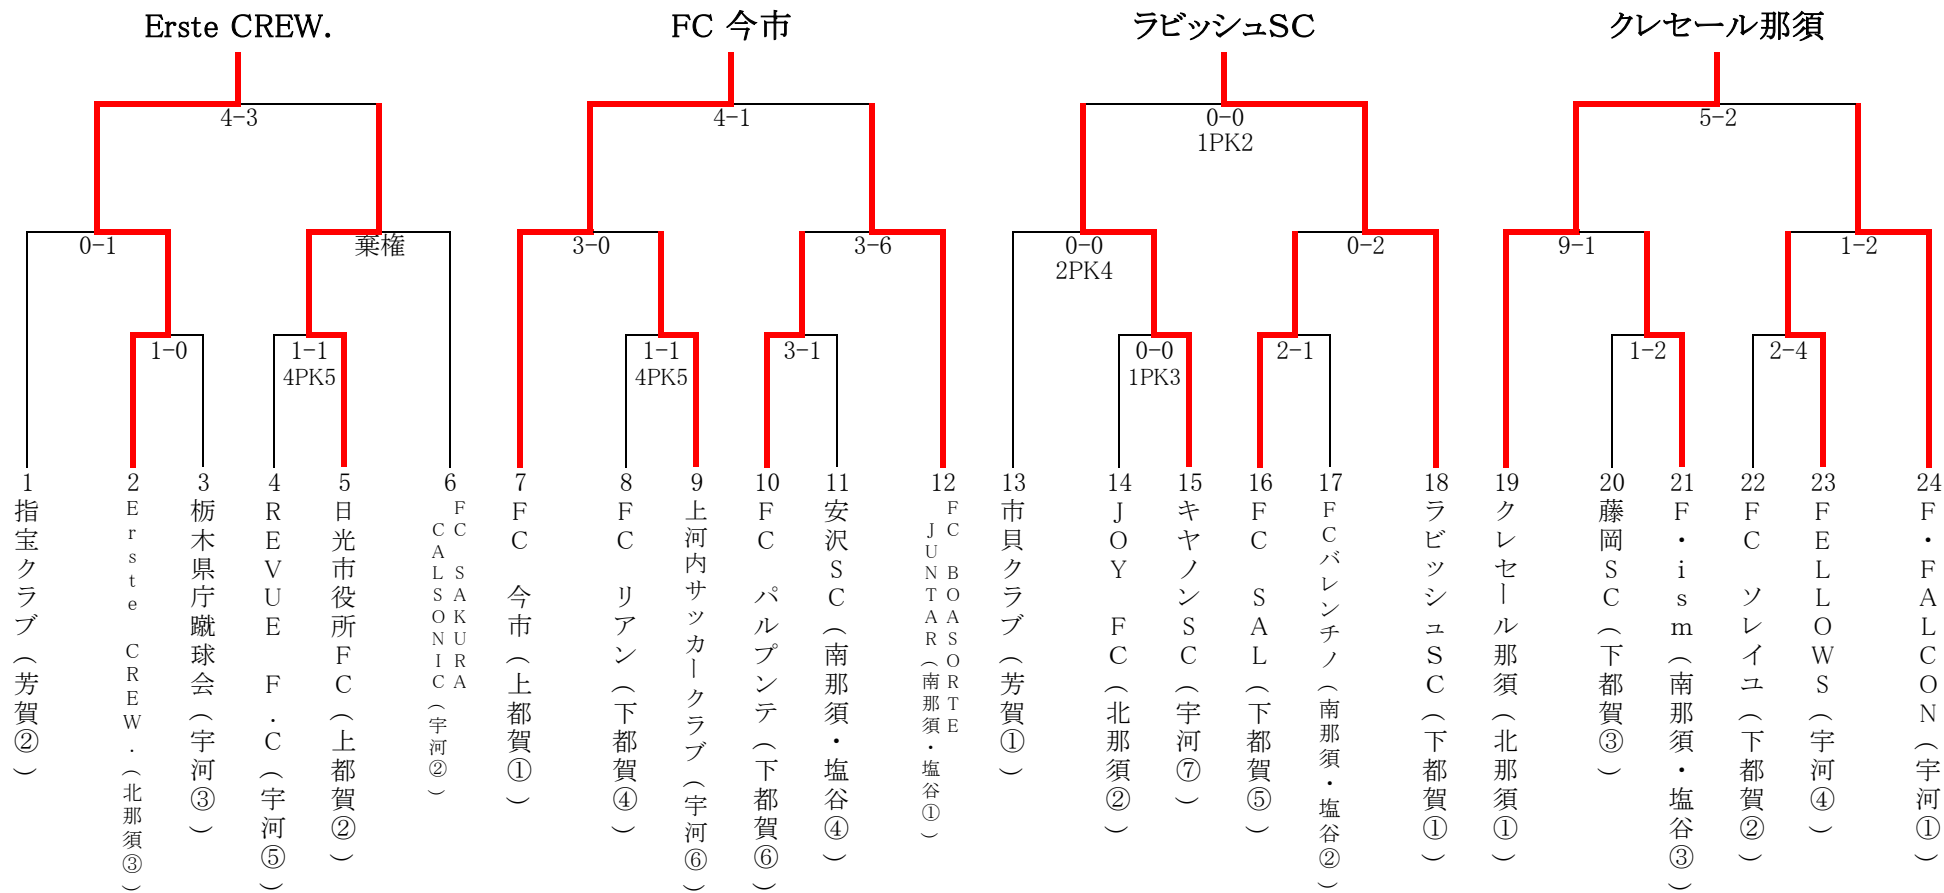 Erste CREW.
FC 今市
ラビッシュSC
クレセール那須
4-3
4-1
0-0
1PK2
5-2
0-1
棄権
3-0
3-6
0-0
2PK4
0-2
9-1
1-2
1-0
1-1
4PK5
1-1
4PK5
3-1
0-0
1PK3
2-1
1-2
2-4
1
指宝クラブ(芳賀②)
2
Erste CREW.(北那須③)
3
栃木県庁蹴球会(宇河③)
4
REVUE F.C(宇河⑤)
5
日光市役所FC(上都賀②)
6
FC SAKURA
CALSONIC(宇河②)
7
FC 今市(上都賀①)
8
FC リアン(下都賀④)
9
上河内サッカークラブ(宇河⑥)
10
FC パルプンテ(下都賀⑥)
11
安沢SC(南那須・塩谷④)
12
FC BOASORTE
JUNTAR(南那須・塩谷①)
13
市貝クラブ(芳賀①)
14
JOY FC(北那須②)
15
キヤノンSC(宇河⑦)
16
FC SAL(下都賀⑤)
17
FCバレンチノ(南那須・塩谷②)
18
ラビッシュSC(下都賀①)
19
クレセール那須(北那須①)
20
藤岡SC(下都賀③)
21
F・ism(南那須・塩谷③)
22
FC ソレイユ(下都賀②)
23
FELLOWS(宇河④)
24
F・FALCON(宇河①)